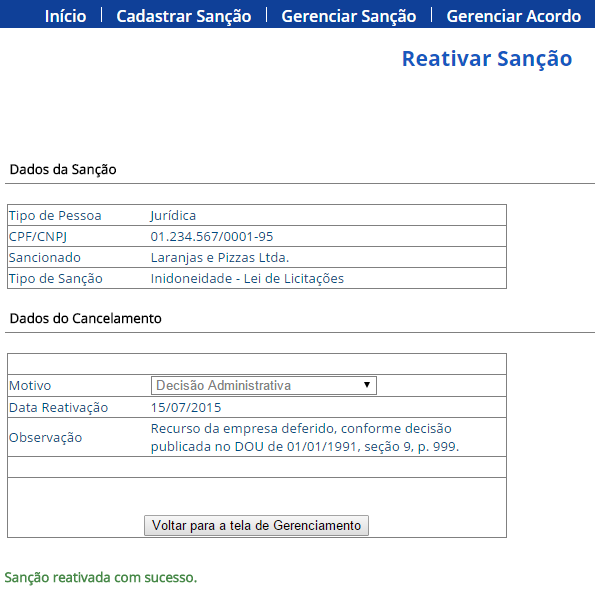 Início Cadastrar Sanção Gerenciar Sanção Gerenciar Acordo
Reativar Sanção
Dados da Sanção
Tipo de Pessoa Jurídica
CPF/CNPJ 01.234.567/0001-95
Sancionado Laranjas e Pizzas Ltda.
Tipo de Sanção Inidoneidade - Lei de Licitações
Dados do Cancelamento
Motivo Decisão Administrativa
Data Reativação 15/07/2015
Observação Recurso da empresa deferido, conforme decisão
publicada no DOU de 01/01/1991, seção 9, p. 999.
Voltar para a tela de Gerenciamento
Sanção reativada com sucesso.